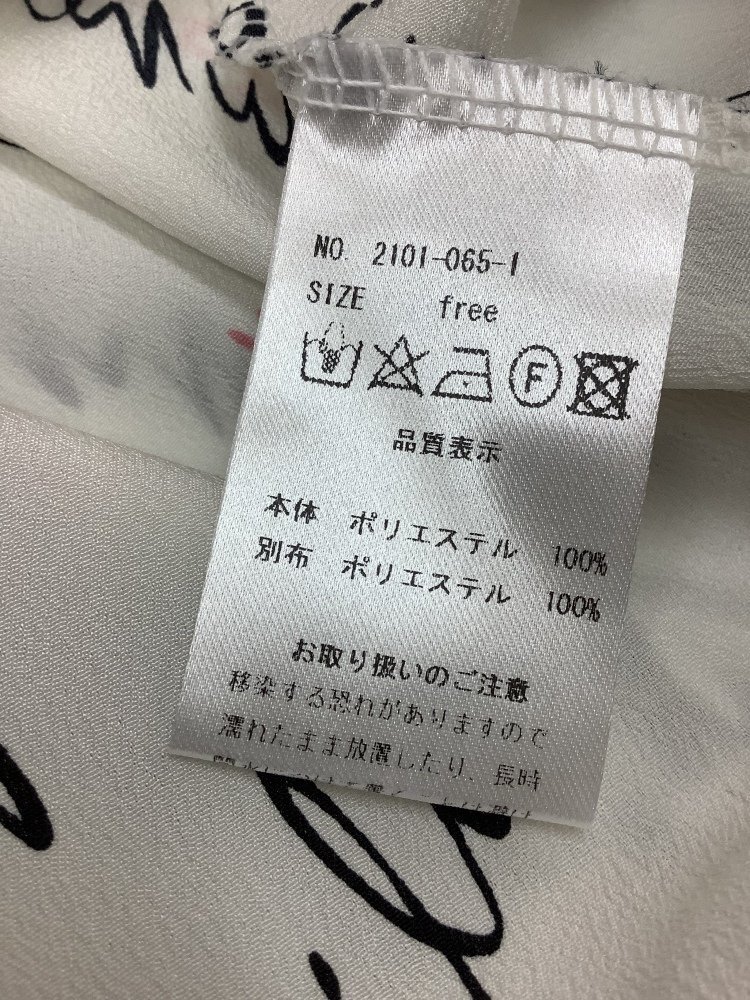 NO. 2101-065-1
SIZE free
F
品質表示
本体 ポリエステル 100%
別布 ポリエステル 100%
お取り扱いのご注意
移染する恐れがありますので
濡れたまま放置したり、長時